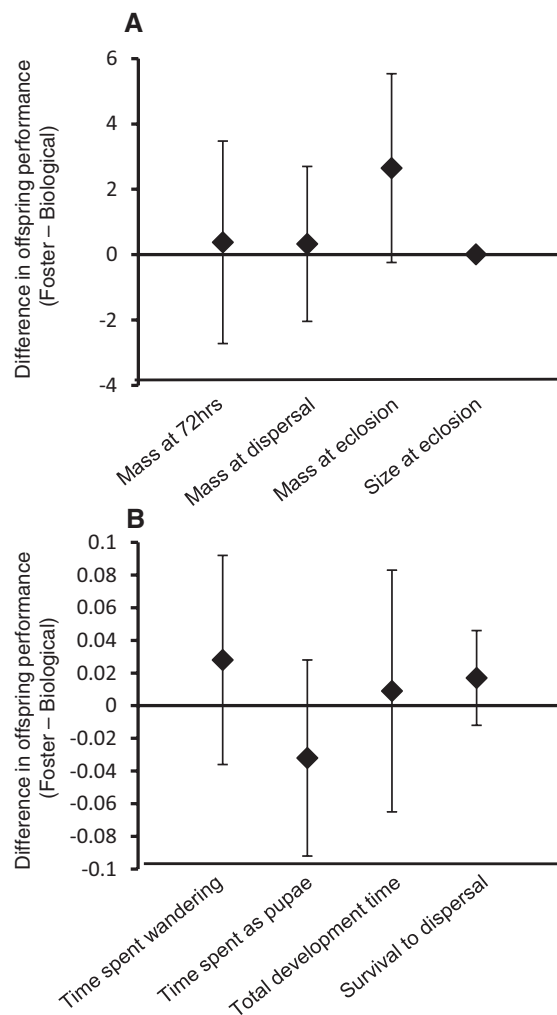 A
Difference in offspring performance
(Foster – Biological)
6
4
2
0
-2
-4
Mass at 72hrs
Mass at dispersal
Mass at eclosion
Size at eclosion
B
Difference in offspring performance
(Foster – Biological)
0.1
0.08
0.06
0.04
0.02
0
-0.02
-0.04
-0.06
-0.08
-0.1
Time spent wandering
Time spent as pupae
Total development time
Survival to dispersal